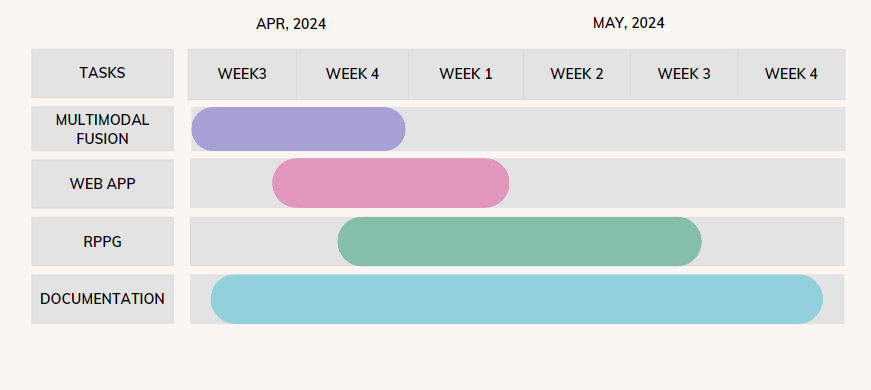 APR, 2024
MAY, 2024
TASKS
WEEK3
WEEK 4
WEEK 1
WEEK 2
WEEK 3
WEEK 4
MULTIMODAL
FUSION
WEB APP
RPPG
DOCUMENTATION